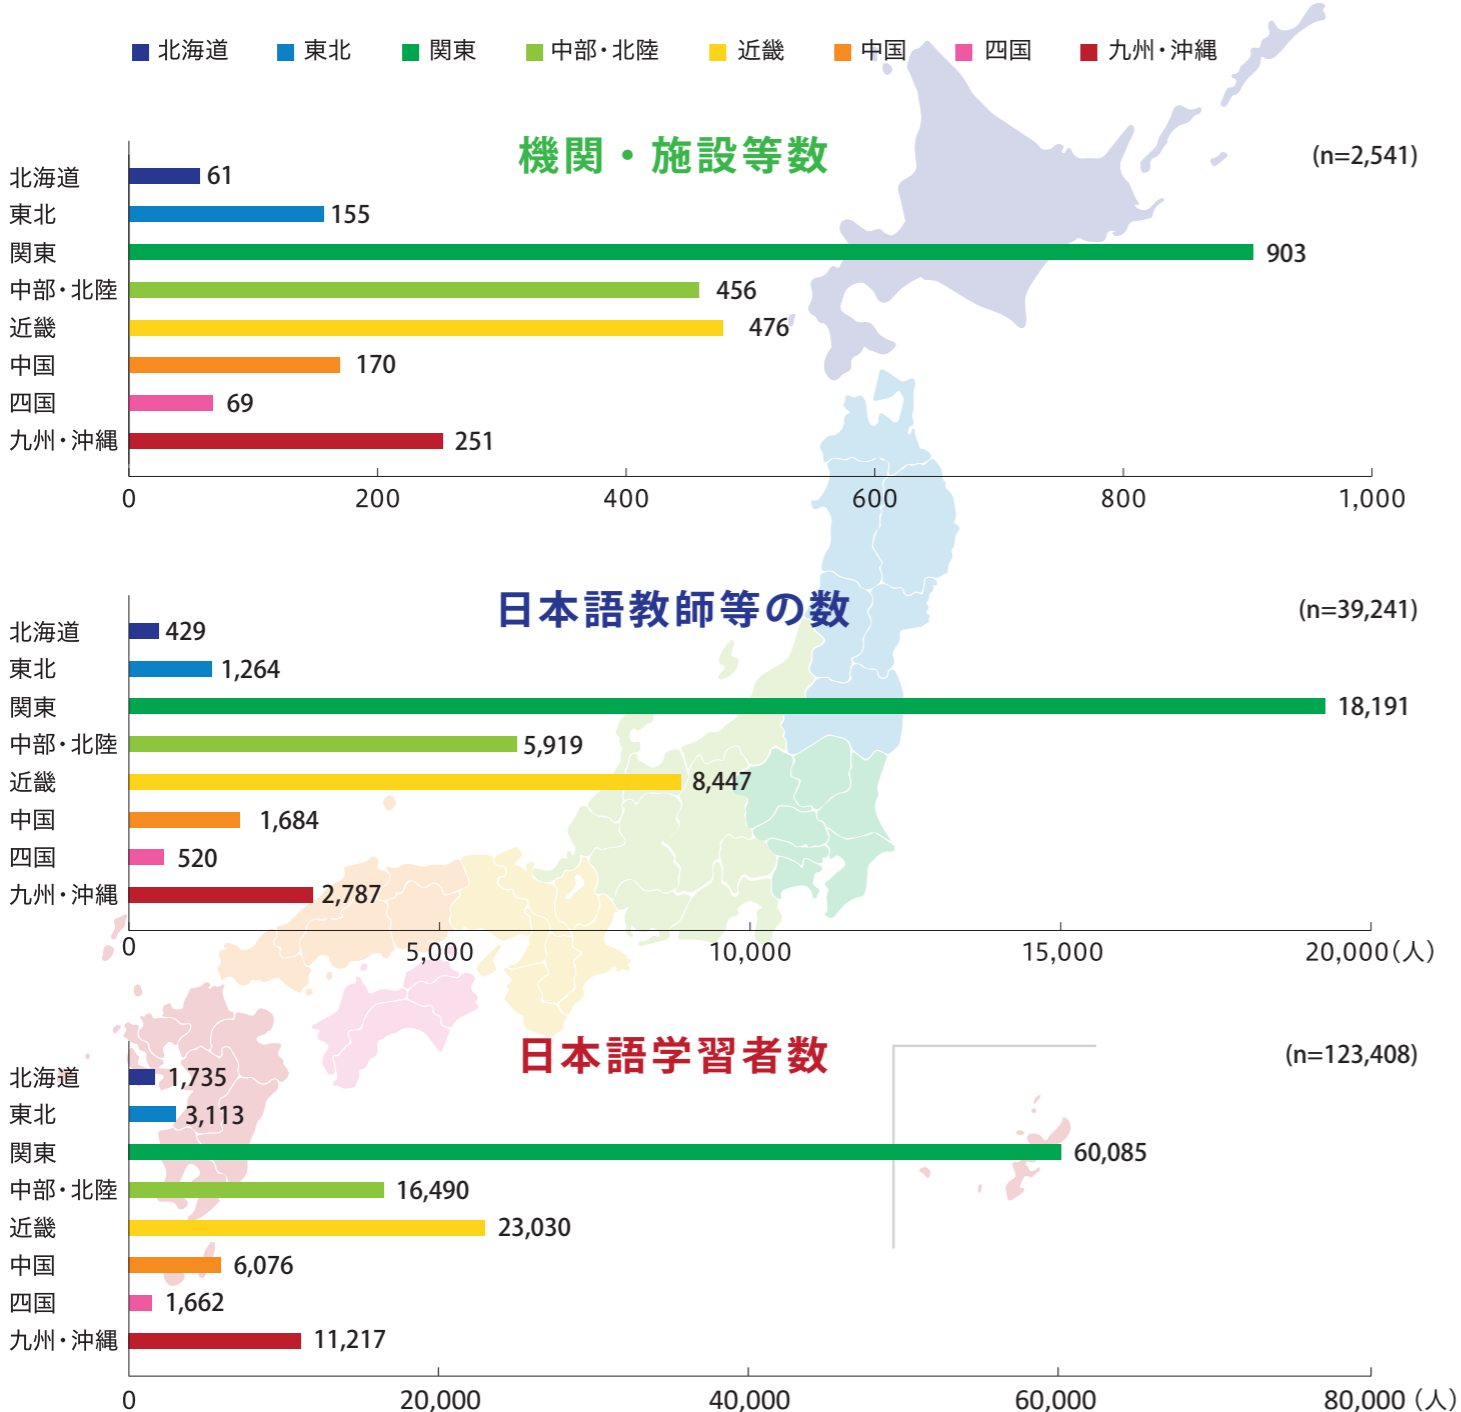 北海道 東北 関東 中部・北陸 近畿 中国 四国 九州・沖縄
機関・施設等数
(n=2,541)
北海道 61
東北 155
関東 903
中部・北陸 456
近畿 476
中国 170
四国 69
九州・沖縄 251
0 200 400 600 800 1,000
日本語教師等の数
(n=39,241)
北海道 429
東北 1,264
関東 18,191
中部・北陸 5,919
近畿 8,447
中国 1,684
四国 520
九州・沖縄 2,787
0 5,000 10,000 15,000 20,000(人)
日本語学習者数
(n=123,408)
北海道 1,735
東北 3,113
関東 60,085
中部・北陸 16,490
近畿 23,030
中国 6,076
四国 1,662
九州・沖縄 11,217
0 20,000 40,000 60,000 80,000(人)